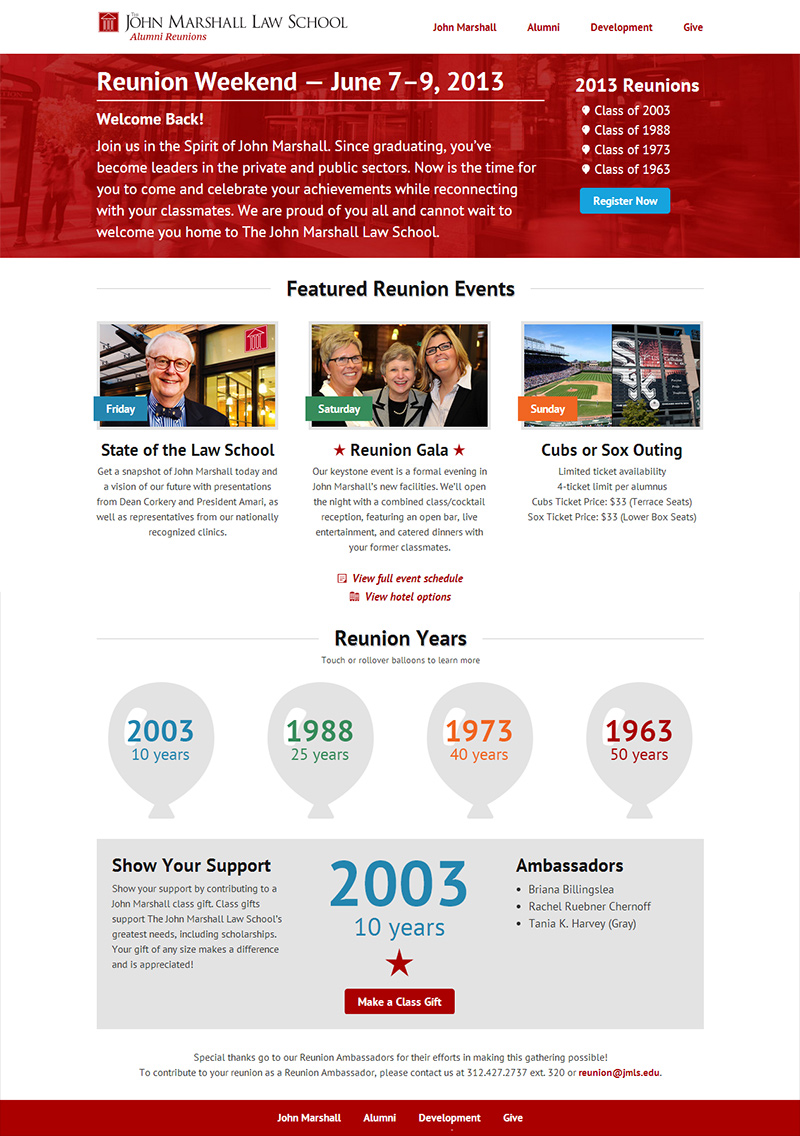 The
John Marshall Law School
Alumni Reunions
John Marshall
Alumni
Development
Give
Reunion Weekend — June 7–9, 2013
Welcome Back!
Join us in the Spirit of John Marshall. Since graduating, you've
become leaders in the private and public sectors. Now is the time for
you to come and celebrate your achievements while reconnecting
with your classmates. We are proud of you all and cannot wait to
welcome you home to The John Marshall Law School.
2013 Reunions
Class of 2003
Class of 1988
Class of 1973
Class of 1963
Register Now
Featured Reunion Events
Friday
State of the Law School
Get a snapshot of John Marshall today and
a vision of our future with presentations
from Dean Corkery and President Amari, as
well as representatives from our nationally
recognized clinics.
Saturday
★ Reunion Gala ★
Our keystone event is a formal evening in
John Marshall's new facilities. We'll open
the night with a combined class/cocktail
reception, featuring an open bar, live
entertainment, and catered dinners with
your former classmates.
Sunday
Cubs or Sox Outing
Limited ticket availability
4-ticket limit per alumnus
Cubs Ticket Price: $33 (Terrace Seats)
Sox Ticket Price: $33 (Lower Box Seats)
View full event schedule
View hotel options
Reunion Years
Touch or rollover balloons to learn more
2003
10 years
1988
25 years
1973
40 years
1963
50 years
Show Your Support
Show your support by contributing to a
John Marshall class gift. Class gifts
support The John Marshall Law School's
greatest needs, including scholarships.
Your gift of any size makes a difference
and is appreciated!
2003
10 years
Make a Class Gift
Ambassadors
• Briana Billingslea
• Rachel Ruebner Chernoff
• Tania K. Harvey (Gray)
Special thanks go to our Reunion Ambassadors for their efforts in making this gathering possible!
To contribute to your reunion as a Reunion Ambassador, please contact us at 312.427.2737 ext. 320 or reunion@jmls.edu.
John Marshall
Alumni
Development
Give